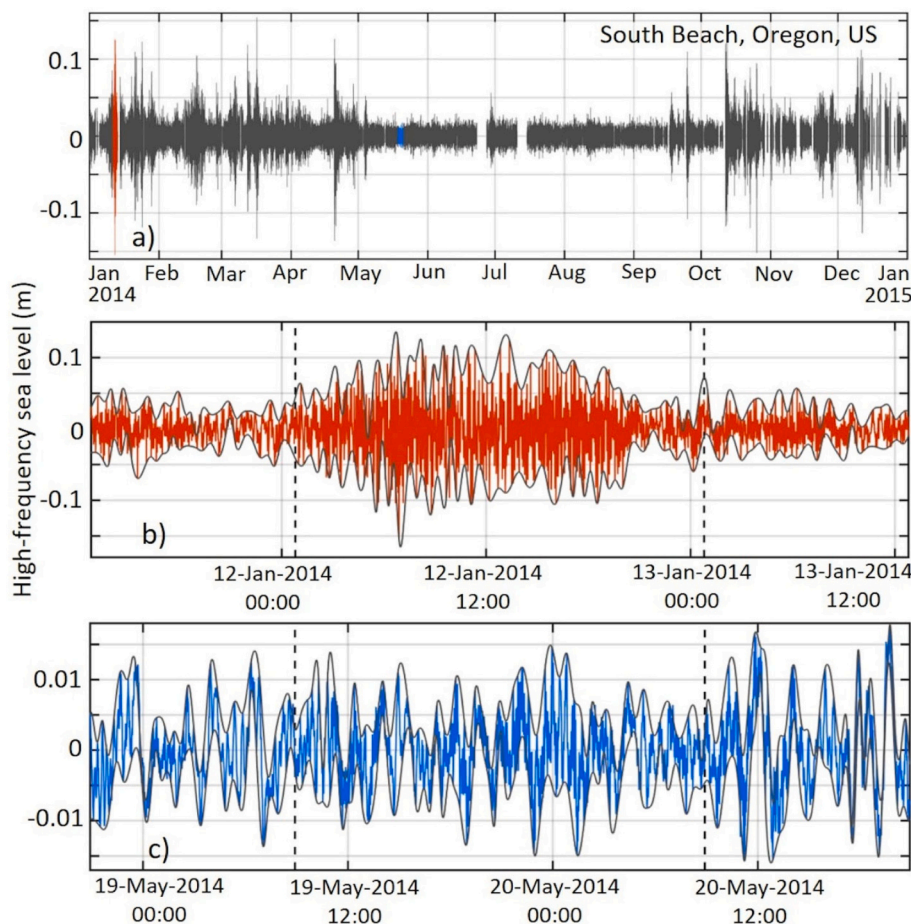 South Beach, Oregon, US
0.1
0
-0.1
a)
Jan Feb Mar Apr May Jun Jul Aug Sep Oct Nov Dec Jan
2014 2015
High-frequency sea level (m)
0.1
0
-0.1
b)
12-Jan-2014 12-Jan-2014 13-Jan-2014 13-Jan-2014
00:00 12:00 00:00 12:00
0.01
0
-0.01
c)
19-May-2014 19-May-2014 20-May-2014 20-May-2014
00:00 12:00 00:00 12:00